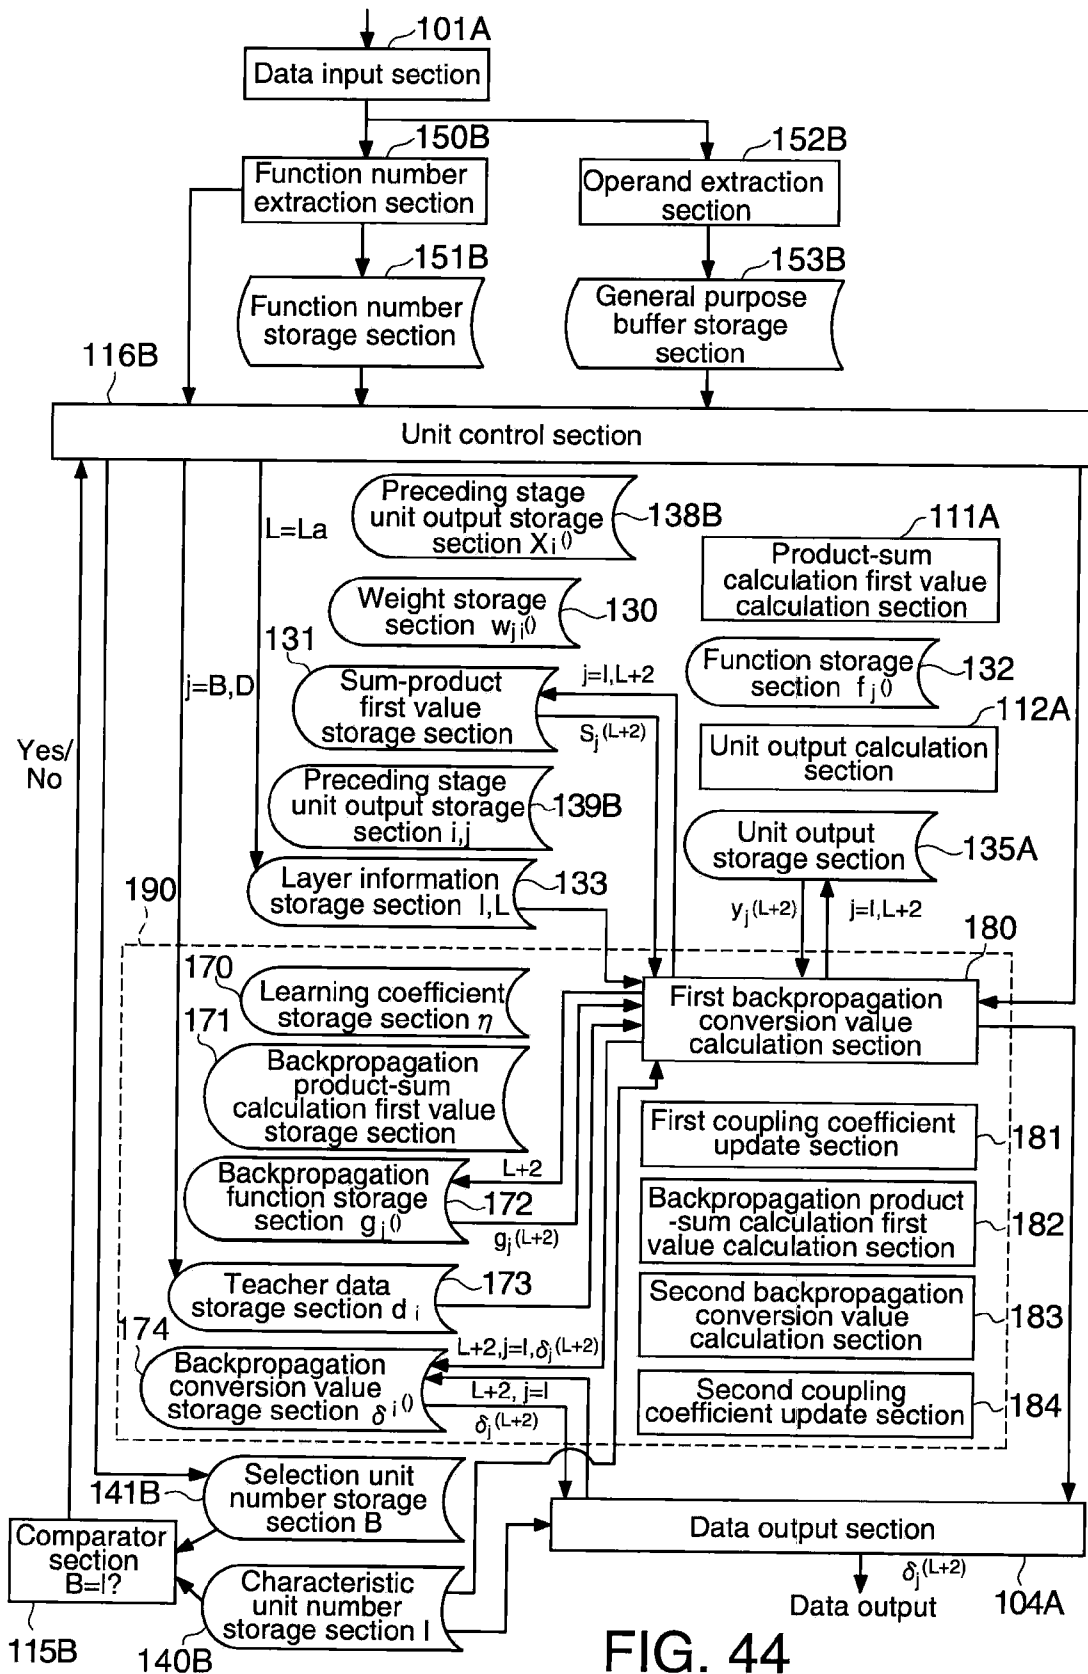 101A
Data input section
150B
Function number
extraction section
152B
Operand extraction
section
151B
Function number
storage section
153B
General purpose
buffer storage
section
116B
Unit control section
Preceding stage
unit output storage
section Xi()
138B
L=La
111A
Product-sum
calculation first value
calculation section
Weight storage
section wji()
130
131
j=B,D
Sum-product
first value
storage section
j=I,L+2
Sj(L+2)
Function storage
section fj()
132
112A
Unit output calculation
section
Yes/
No
Preceding stage
unit output storage
section i,j
139B
Unit output
storage section
135A
190
Layer information
storage section I,L
133
yj(L+2)
j=I,L+2
180
170
Learning coefficient
storage section η
First backpropagation
conversion value
calculation section
171
Backpropagation
product-sum
calculation first value
storage section
First coupling coefficient
update section
181
Backpropagation
function storage
section gj()
L+2
172
gj(L+2)
Backpropagation product
-sum calculation first
value calculation section
182
Teacher data
storage section di
173
Second backpropagation
conversion value
calculation section
183
174
L+2,j=I,δj(L+2)
Backpropagation
conversion value
storage section δi()
L+2, j=I
δj(L+2)
Second coupling
coefficient update section
184
141B
Selection unit
number storage
section B
Comparator
section
B=I?
115B
Data output section
δj(L+2)
Data output
104A
Characteristic
unit number
storage section I
140B
FIG. 44